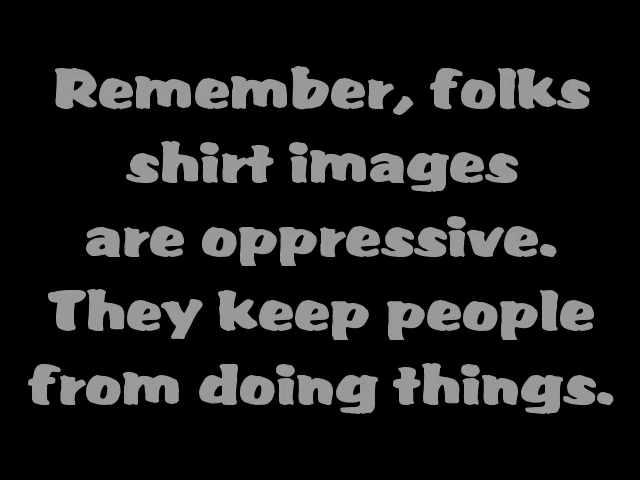 Remember, folks
shirt images
are oppressive.
They keep people
from doing things.